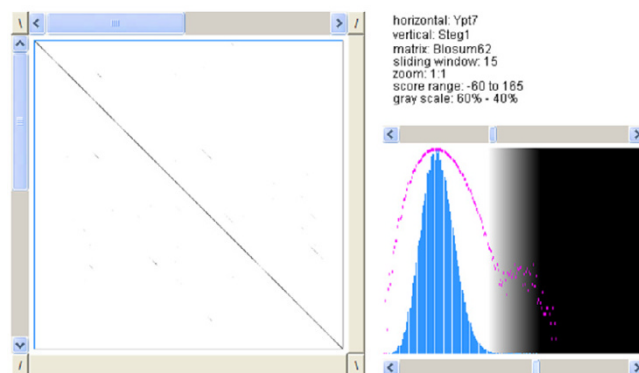 horizontal: Ypt7
vertical: Steg1
matrix: Blosum62
sliding window: 15
zoom: 1:1
score range: -60 to 165
gray scale: 60% - 40%